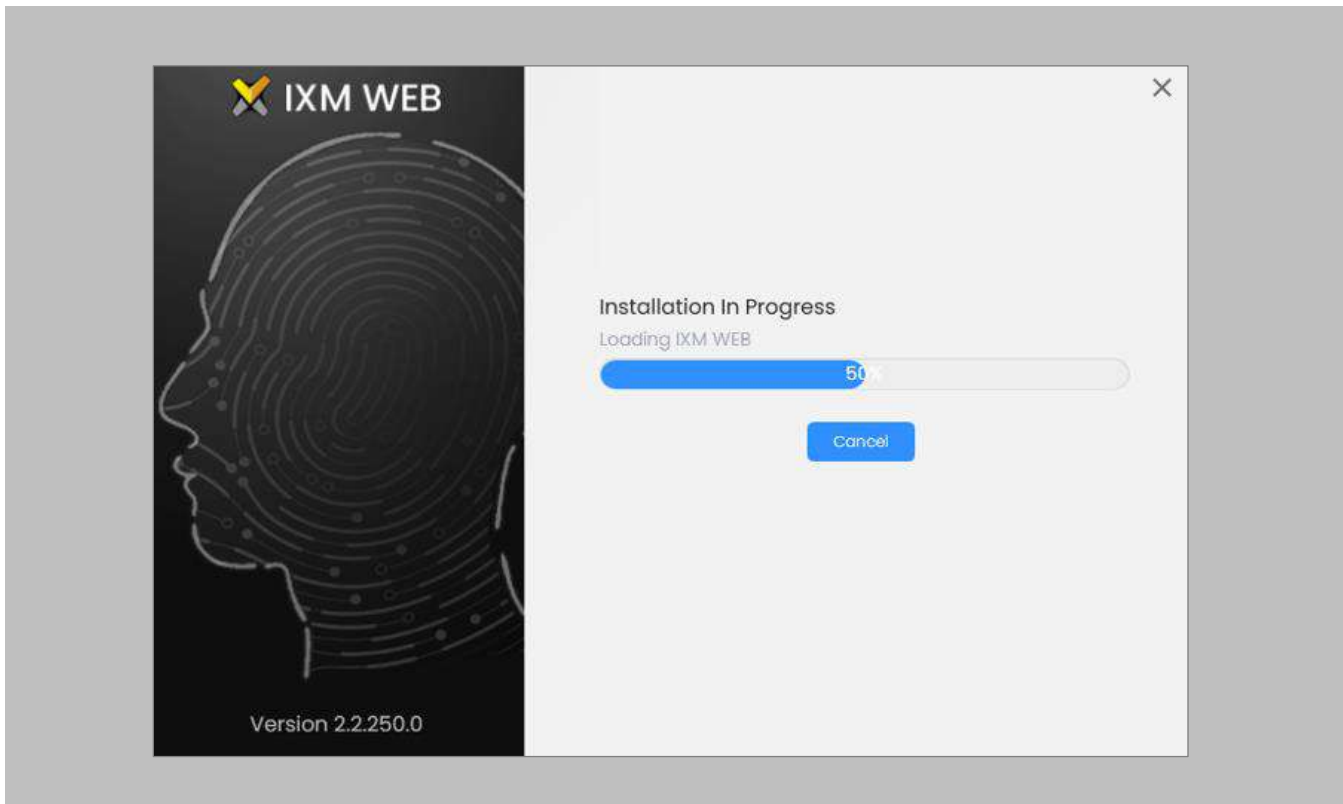 IXM WEB
Installation In Progress
Loading IXM WEB
50%
Cancel
Version 2.2.250.0